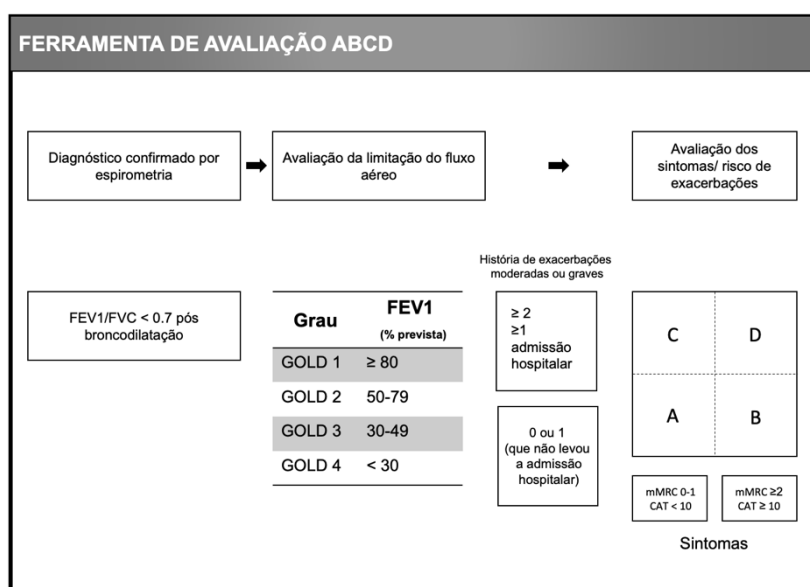 FERRAMENTA DE AVALIAÇÃO ABCD
Diagnóstico confirmado por
espirometria
Avaliação da limitação do fluxo
aéreo
Avaliação dos
sintomas/ risco de
exacerbações
FEV1/FVC < 0.7 pós
broncodilatação
Grau FEV1
(% prevista)
GOLD 1 ≥ 80
GOLD 2 50-79
GOLD 3 30-49
GOLD 4 < 30
História de exacerbações
moderadas ou graves
≥ 2
≥1
admissão
hospitalar
0 ou 1
(que não levou
a admissão
hospitalar)
C D
A B
mMRC 0-1
CAT < 10
mMRC ≥2
CAT ≥ 10
Sintomas